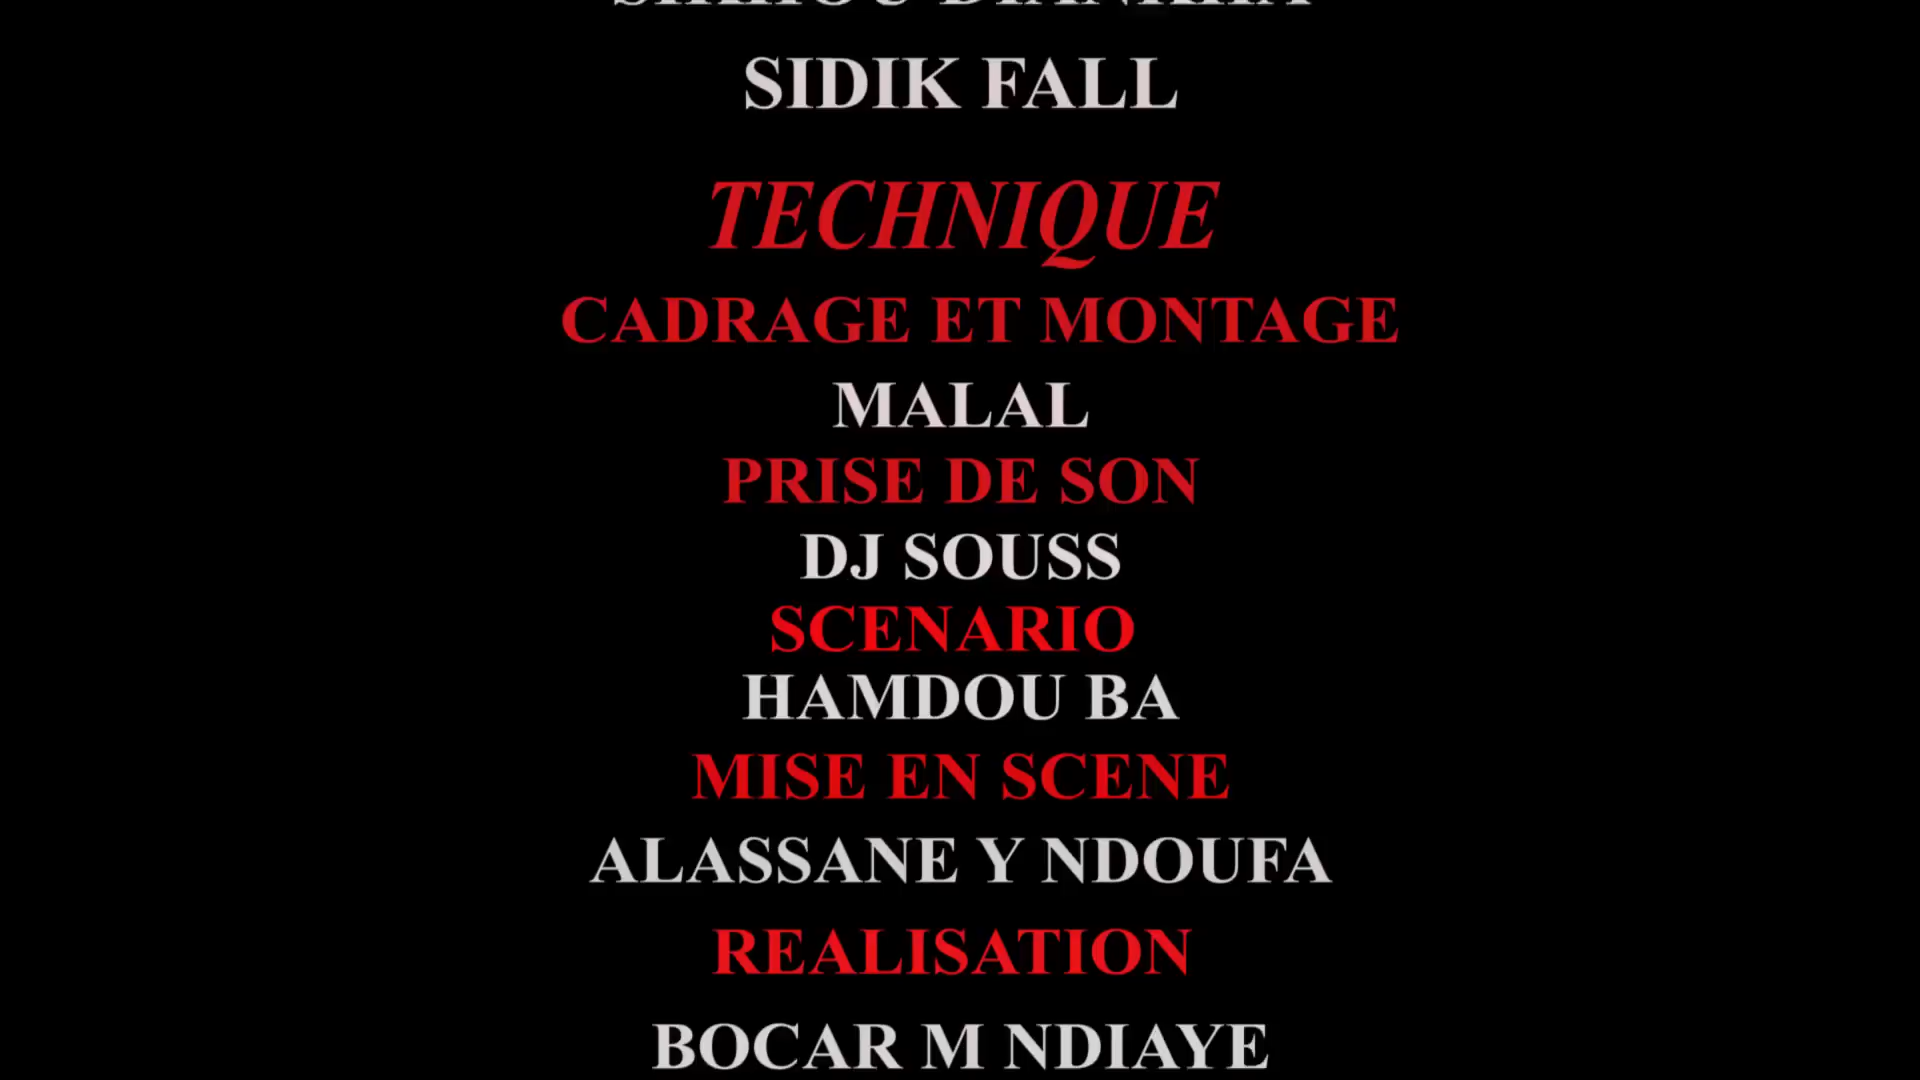 SIDIK FALL
TECHNIQUE
CADRAGE ET MONTAGE
MALAL
PRISE DE SON
DJ SOUSS
SCENARIO
HAMDOU BA
MISE EN SCENE
ALASSANE Y NDOUFA
REALISATION
BOCAR M NDIAYE